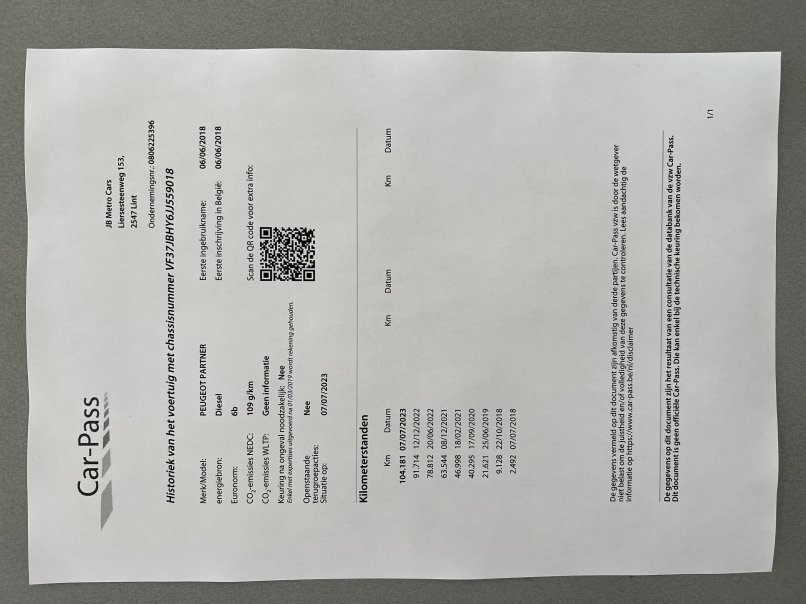 Car-Pass
JB Metro Cars
Liersesteenweg 153,
2547 Lint
Ondernemingsnr.: 0806225396
Historiek van het voertuig met chassisnummer VF37JBHY6JJ559018
Merk/Model: PEUGEOT PARTNER
Eerste ingebruikname: 06/06/2018
energiebron: Diesel
Eerste inschrijving in België: 06/06/2018
Euronorm: 6b
CO₂-emissies NEDC: 109 g/km
Scan de QR code voor extra info:
CO₂-emissies WLTP: Geen informatie
Keuring na ongeval noodzakelijk: Nee
Enkel met expertises uitgevoerd na 01/03/2019 wordt rekening gehouden.
Openstaande Nee
terugroepacties:
Situatie op: 07/07/2023
Kilometerstanden
Km Datum Km Datum Km Datum
104.181 07/07/2023
91.714 12/12/2022
78.812 20/06/2022
63.544 08/12/2021
46.998 18/02/2021
40.295 17/09/2020
21.621 25/06/2019
9.128 22/10/2018
2.492 07/07/2018
De gegevens vermeld op dit document zijn afkomstig van derde partijen. Car-Pass vzw is door de wetgever
niet belast om de juistheid en/of volledigheid van deze gegevens te controleren. Lees aandachtig de
informatie op https://www.car-pass.be/nl/disclaimer
De gegevens op dit document zijn het resultaat van een consultatie van de databank van de vzw Car-Pass.
Dit document is geen officiële Car-Pass. Die kan enkel bij de technische keuring bekomen worden.
1/1